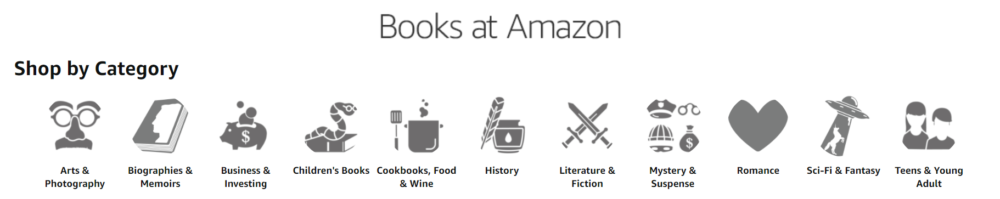 Books at Amazon
Shop by Category
Arts &
Photography
Biographies &
Memoirs
Business &
Investing
Children's Books
Cookbooks, Food
& Wine
History
Literature &
Fiction
Mystery &
Suspense
Romance
Sci-Fi & Fantasy
Teens & Young
Adult